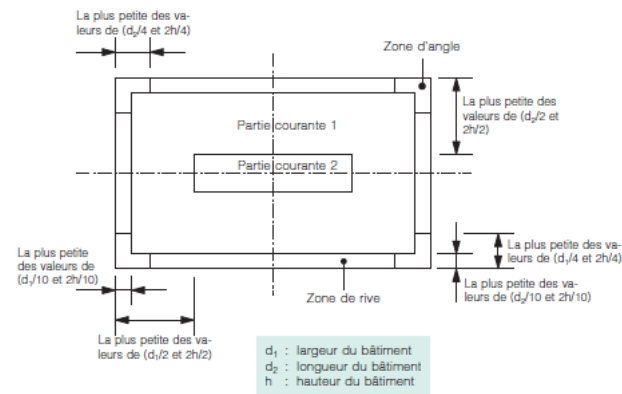 La plus petite des va-
leurs de (d₂/4 et 2h/4)
Zone d'angle
La plus petite des
valeurs de (d₂/2 et
2h/2)
Partie courante 1
Partie courante 2
La plus petite
des valeurs de
(d₁/10 et 2h/10)
La plus petite des va-
leurs de (d₁/4 et 2h/4)
La plus petite des va-
leurs de (d₂/10 et 2h/10)
Zone de rive
La plus petite des va-
leurs de (d₁/2 et 2h/2)
d₁ : largeur du bâtiment
d₂ : longueur du bâtiment
h : hauteur du bâtiment